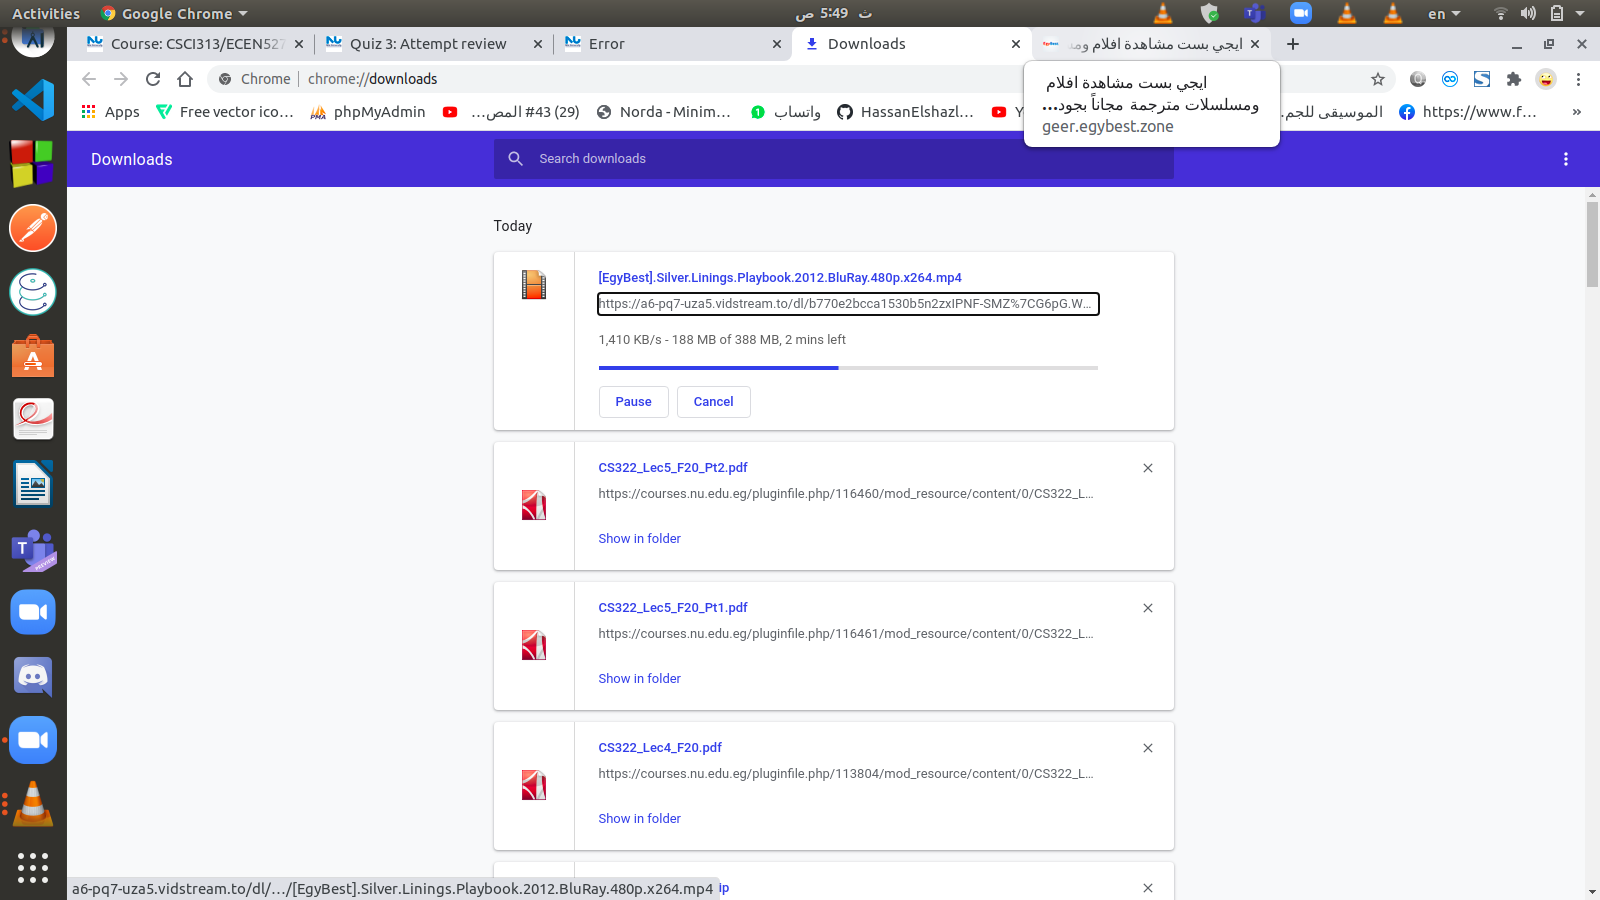 Activities
Google Chrome
ث 5:49 ص
en
Course: CSCI313/ECEN527
Quiz 3: Attempt review
Error
Downloads
ايجي بست مشاهدة افلام
Chrome
chrome://downloads
ايجي بست مشاهدة افلام
ومسلسلات مترجمة مجاناً بجود...
geer.egybest.zone
Apps
Free vector ico...
phpMyAdmin
(29) #43 المص...
Norda - Minim...
واتساب
HassanElshazl...
الموسيقى للجم.
https://www.f...
»
Downloads
Search downloads
Today
[EgyBest].Silver.Linings.Playbook.2012.BluRay.480p.x264.mp4
https://a6-pq7-uza5.vidstream.to/dl/b770e2bcca1530b5n2zxIPNF-SMZ%7CG6pG.W...
1,410 KB/s - 188 MB of 388 MB, 2 mins left
Pause
Cancel
CS322_Lec5_F20_Pt2.pdf
https://courses.nu.edu.eg/pluginfile.php/116460/mod_resource/content/0/CS322_L...
Show in folder
CS322_Lec5_F20_Pt1.pdf
https://courses.nu.edu.eg/pluginfile.php/116461/mod_resource/content/0/CS322_L...
Show in folder
CS322_Lec4_F20.pdf
https://courses.nu.edu.eg/pluginfile.php/113804/mod_resource/content/0/CS322_L...
Show in folder
a6-pq7-uza5.vidstream.to/dl/.../[EgyBest].Silver.Linings.Playbook.2012.BluRay.480p.x264.mp4